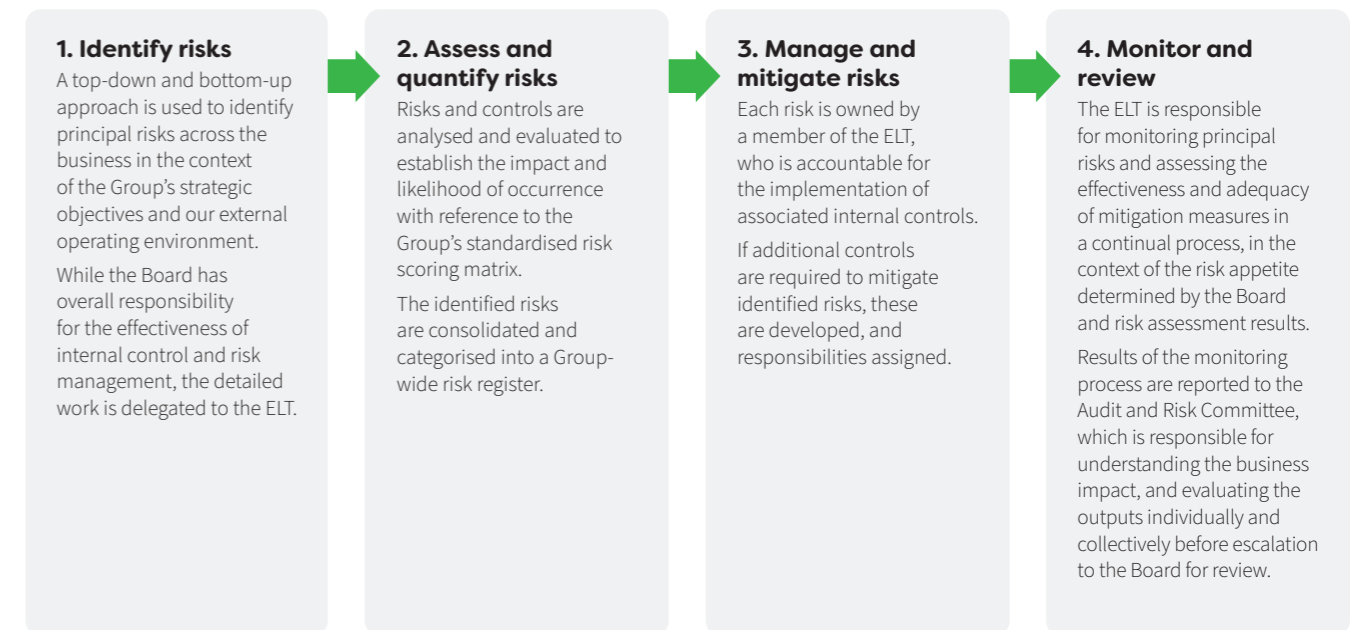 1. Identify risks
A top-down and bottom-up
approach is used to identify
principal risks across the
business in the context
of the Group's strategic
objectives and our external
operating environment.
While the Board has
overall responsibility
for the effectiveness of
internal control and risk
management, the detailed
work is delegated to the ELT.
2. Assess and
quantify risks
Risks and controls are
analysed and evaluated to
establish the impact and
likelihood of occurrence
with reference to the
Group's standardised risk
scoring matrix.
The identified risks
are consolidated and
categorised into a Group-
wide risk register.
3. Manage and
mitigate risks
Each risk is owned by
a member of the ELT,
who is accountable for
the implementation of
associated internal controls.
If additional controls
are required to mitigate
identified risks, these
are developed, and
responsibilities assigned.
4. Monitor and
review
The ELT is responsible
for monitoring principal
risks and assessing the
effectiveness and adequacy
of mitigation measures in
a continual process, in the
context of the risk appetite
determined by the Board
and risk assessment results.
Results of the monitoring
process are reported to the
Audit and Risk Committee,
which is responsible for
understanding the business
impact, and evaluating the
outputs individually and
collectively before escalation
to the Board for review.